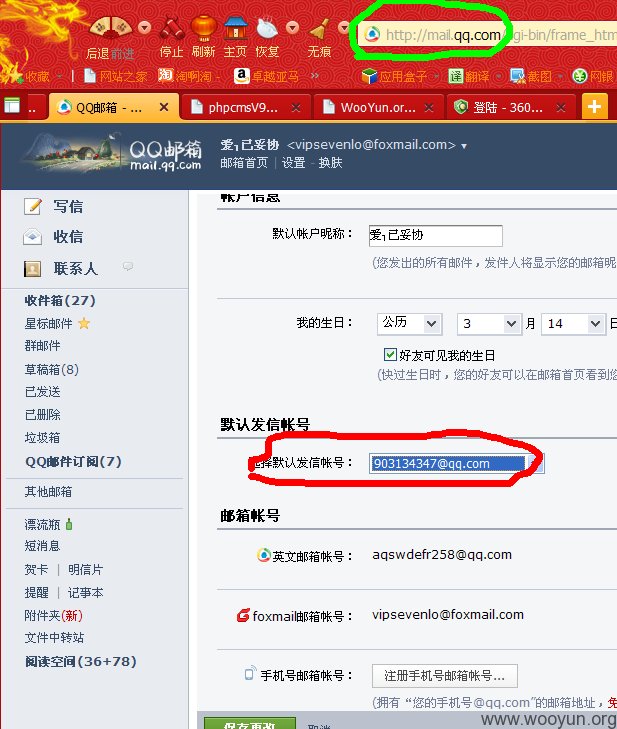 后退 前进 停止 刷新 主页 恢复 无痕 http://mail.qq.com/cgi-bin/frame_htm
收藏 网站之家 淘啊淘 卓越亚马 » 应用盒子 翻译 截图 网银
.. QQ邮箱 - ... phpcmsV9... WooYun.or... 登陆 - 360...
QQ邮箱
mail.qq.com
爱┐已妥协 <vipsevenlo@foxmail.com>
邮箱首页 | 设置 - 换肤
写信
收信
联系人
收件箱(27)
星标邮件
群邮件
草稿箱(8)
已发送
已删除
垃圾箱
QQ邮件订阅(7)
其他邮箱
漂流瓶
短消息
贺卡 | 明信片
提醒 | 记事本
附件夹(新)
文件中转站
阅读空间(36+78)
帐户信息
默认帐户昵称： 爱┐已妥协
(您发出的所有邮件，发件人将显示您的邮箱昵
我的生日： 公历 3 月 14 日
好友可见我的生日
(快过生日时，您的好友可以在邮箱首页看到您
默认发信帐号
选择默认发信帐号： 903134347@qq.com
邮箱帐号
英文邮箱帐号： aqswdefr258@qq.com
foxmail邮箱帐号： vipsevenlo@foxmail.com
手机号邮箱帐号： 注册手机号邮箱帐号...
(拥有“您的手机号@qq.com”的邮箱地址，免
保存更改 取消
www.wooyun.org